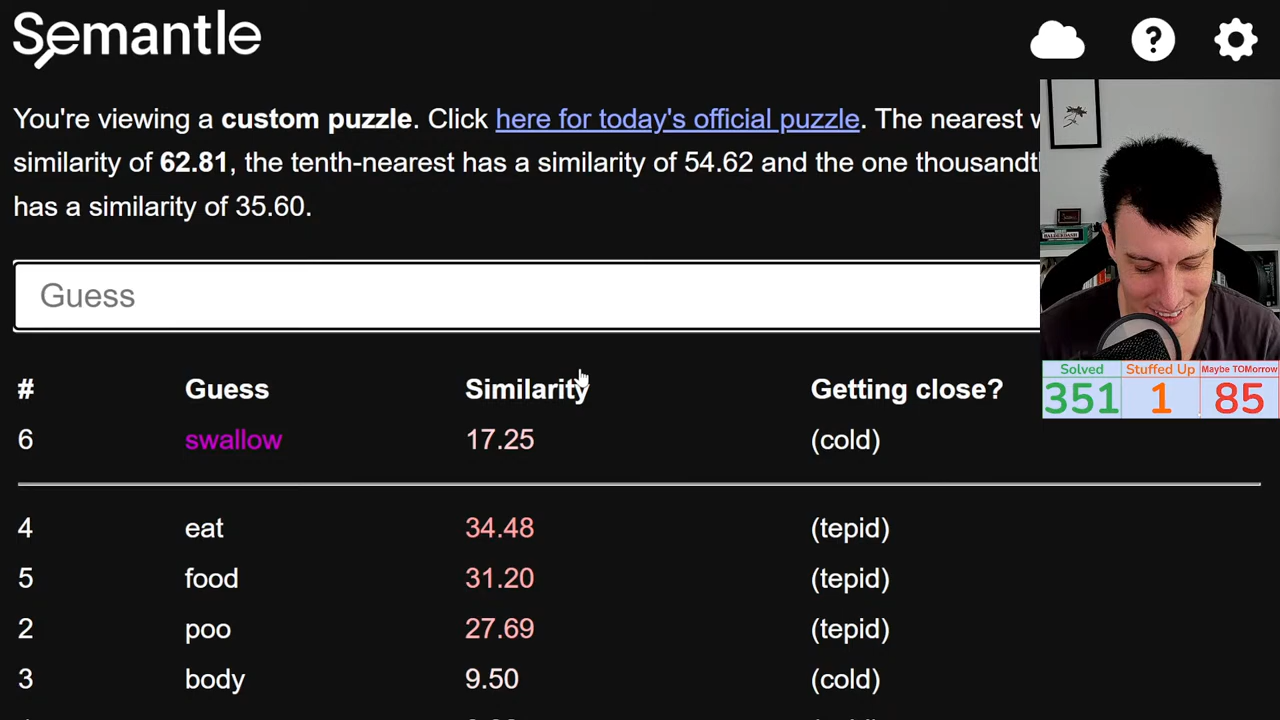 Semantle
You're viewing a custom puzzle. Click here for today's official puzzle. The nearest
similarity of 62.81, the tenth-nearest has a similarity of 54.62 and the one
has a similarity of 35.60.
Guess
Solved Stuffed Up Maybe TOMorrow
351 1 85
# Guess Similarity Getting close?
6 swallow 17.25 (cold)
4 eat 34.48 (tepid)
5 food 31.20 (tepid)
2 poo 27.69 (tepid)
3 body 9.50 (cold)